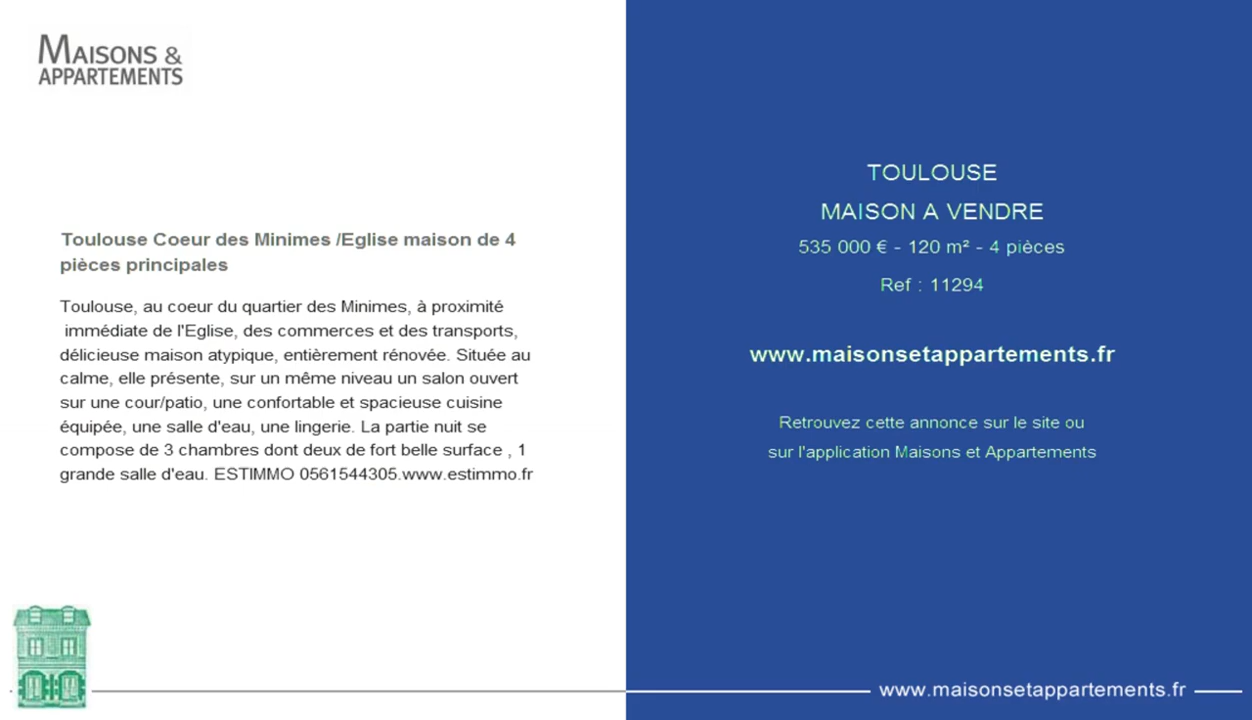 MAISONS &
APPARTEMENTS
Toulouse Coeur des Minimes /Eglise maison de 4
pièces principales
Toulouse, au coeur du quartier des Minimes, à proximité
immédiate de l'Eglise, des commerces et des transports,
délicieuse maison atypique, entièrement rénovée. Située au
calme, elle présente, sur un même niveau un salon ouvert
sur une cour/patio, une confortable et spacieuse cuisine
équipée, une salle d'eau, une lingerie. La partie nuit se
compose de 3 chambres dont deux de fort belle surface , 1
grande salle d'eau. ESTIMMO 0561544305.www.estimmo.fr
TOULOUSE
MAISON A VENDRE
535 000 € - 120 m² - 4 pièces
Ref : 11294
www.maisonsetappartements.fr
Retrouvez cette annonce sur le site ou
sur l'application Maisons et Appartements
www.maisonsetappartements.fr